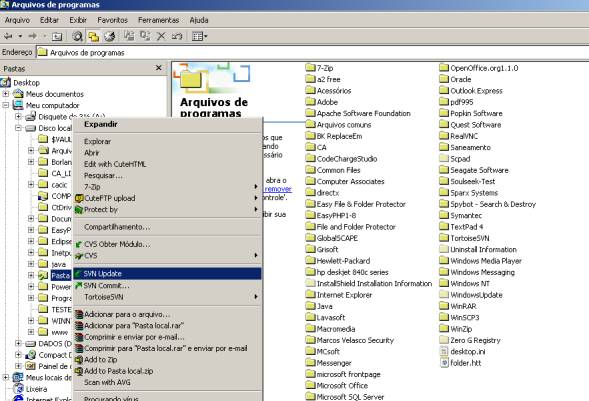 Arquivos de programas
Arquivo Editar Exibir Favoritos Ferramentas Ajuda
Endereço Arquivos de programas
Pastas
Desktop
Meus documentos
Meu computador
Disquete de 3½ (A:)
Disco local
$VAUL
Arquiv
Borlan
CA_LI
cacic
COMP
CtDriv
Docum
EasyP
Eclipse
Inetpu
java
Pasta
Power
Progra
TESTE
WINN
www
DADOS (D
Compact D
Painel de c
Meus locais de
Lixeira
Internet Explo
Expandir
Explorar
Abrir
Edit with CuteHTML
Pesquisar...
7-Zip
CuteFTP upload
Protect by
Compartilhamento...
CVS Obter Módulo...
CVS
SVN Update
SVN Commit...
TortoiseSVN
Adicionar para o arquivo...
Adicionar para "Pasta local.rar"
Comprimir e enviar por e-mail...
Comprimir para "Pasta local.rar" e enviar por e-mail
Add to Zip
Add to Pasta local.zip
Scan with AVG
Procurando vírus
Arquivos de
programas
os que
ando
ssário
abra o
remover
ontrole'.
ibir sua
7-Zip
a2 free
Acessórios
Adobe
Apache Software Foundation
Arquivos comuns
BK ReplaceEm
CA
CodeChargeStudio
Common Files
Computer Associates
directx
Easy File & Folder Protector
EasyPHP1-8
File and Folder Protector
GlobalSCAPE
Grisoft
Hewlett-Packard
hp deskjet 840c series
InstallShield Installation Information
Internet Explorer
Java
Lavasoft
Macromedia
Marcos Velasco Security
MCsoft
Messenger
microsoft frontpage
Microsoft Office
Microsoft SQL Server
OpenOffice.org1.1.0
Oracle
Outlook Express
pdf995
Popkin Software
Quest Software
RealVNC
Saneamento
Scpad
Seagate Software
Soulseek-Test
Sparx Systems
Spybot - Search & Destroy
Symantec
TextPad 4
TortoiseSVN
Uninstall Information
Windows Media Player
Windows Messaging
Windows NT
WindowsUpdate
WinRAR
WinSCP3
WinZip
Zero G Registry
desktop.ini
folder.htt